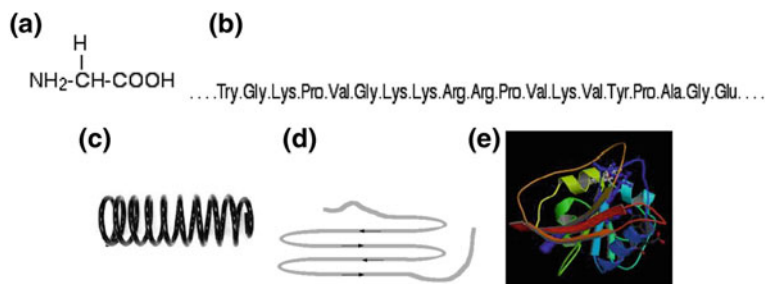 (a)
H
NH2-CH-COOH
(b)
....Try.Gly.Lys.Pro.Val.Gly.Lys.Lys.Arg.Arg.Pro.Val.Lys.Val.Tyr.Pro.Ala.Gly.Glu....
(c)
(d)
(e)